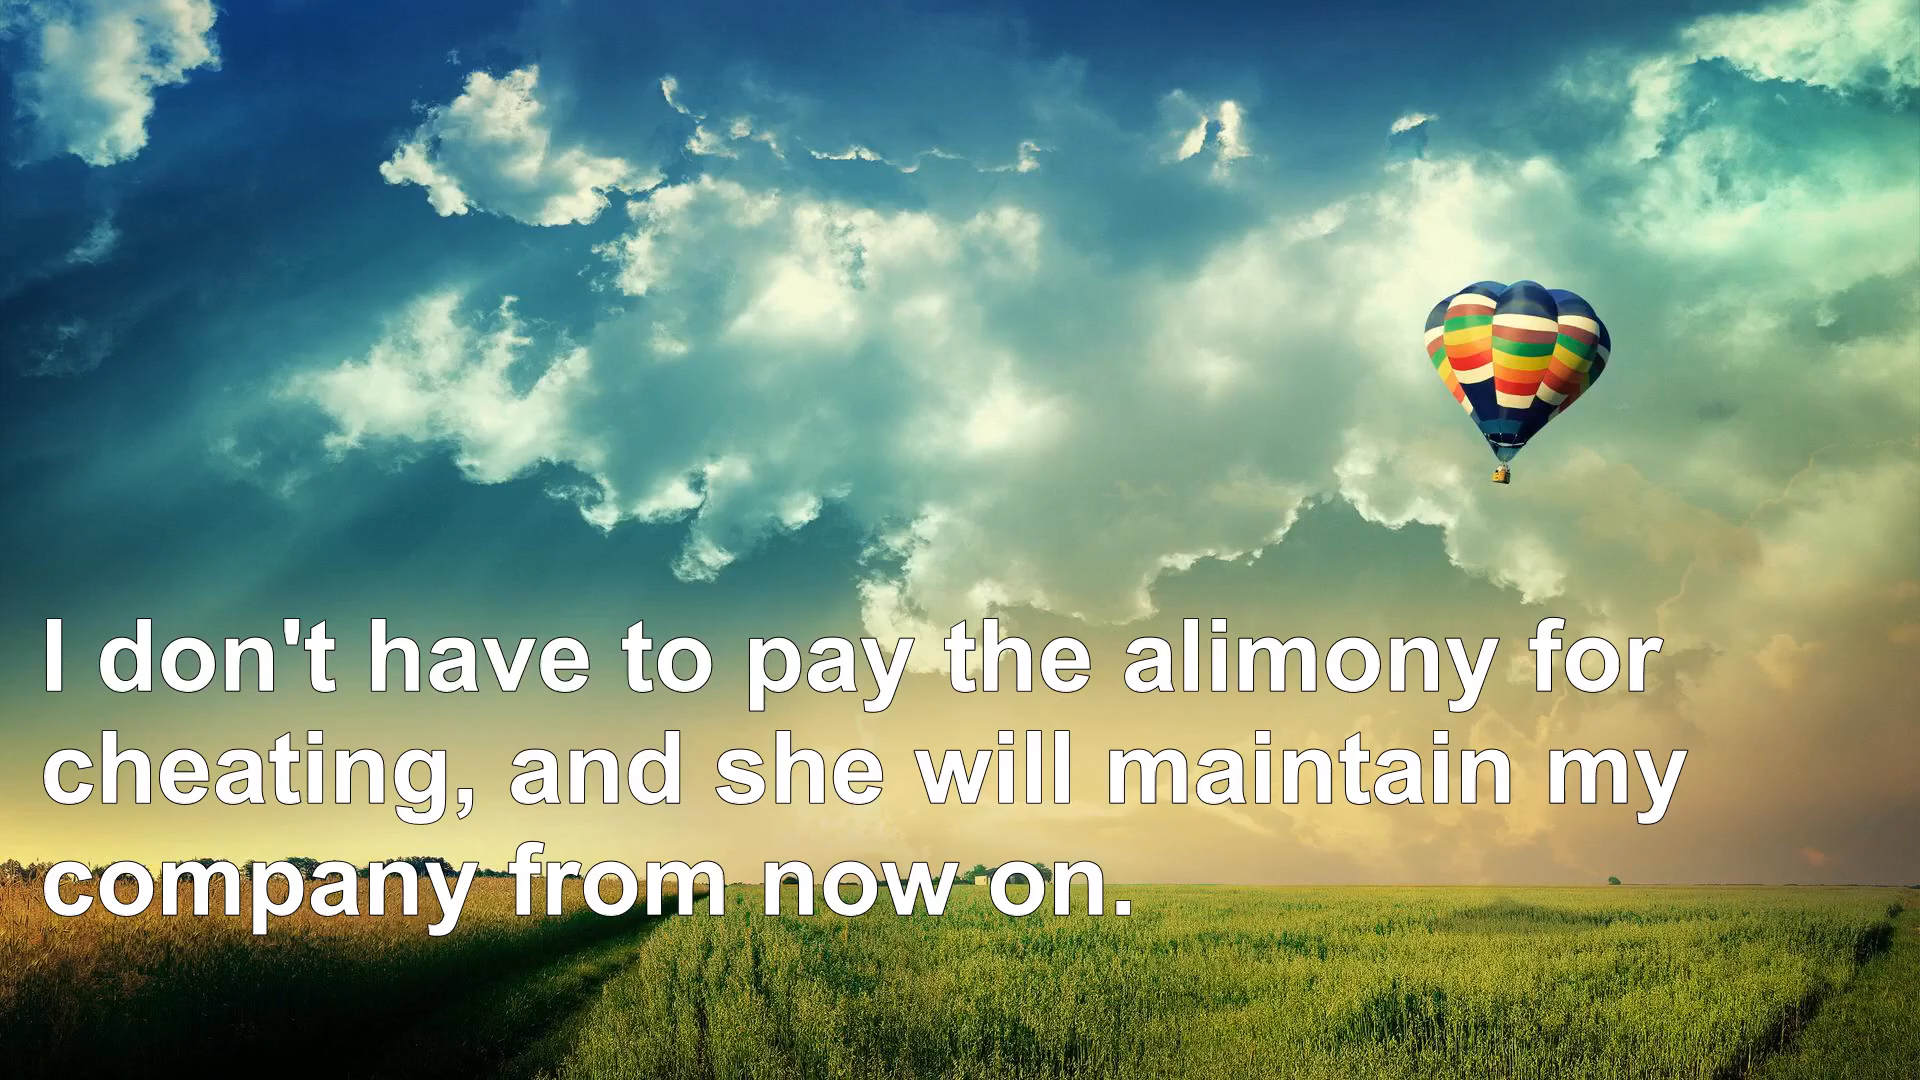 I don't have to pay the alimony for
cheating, and she will maintain my
company from now on.